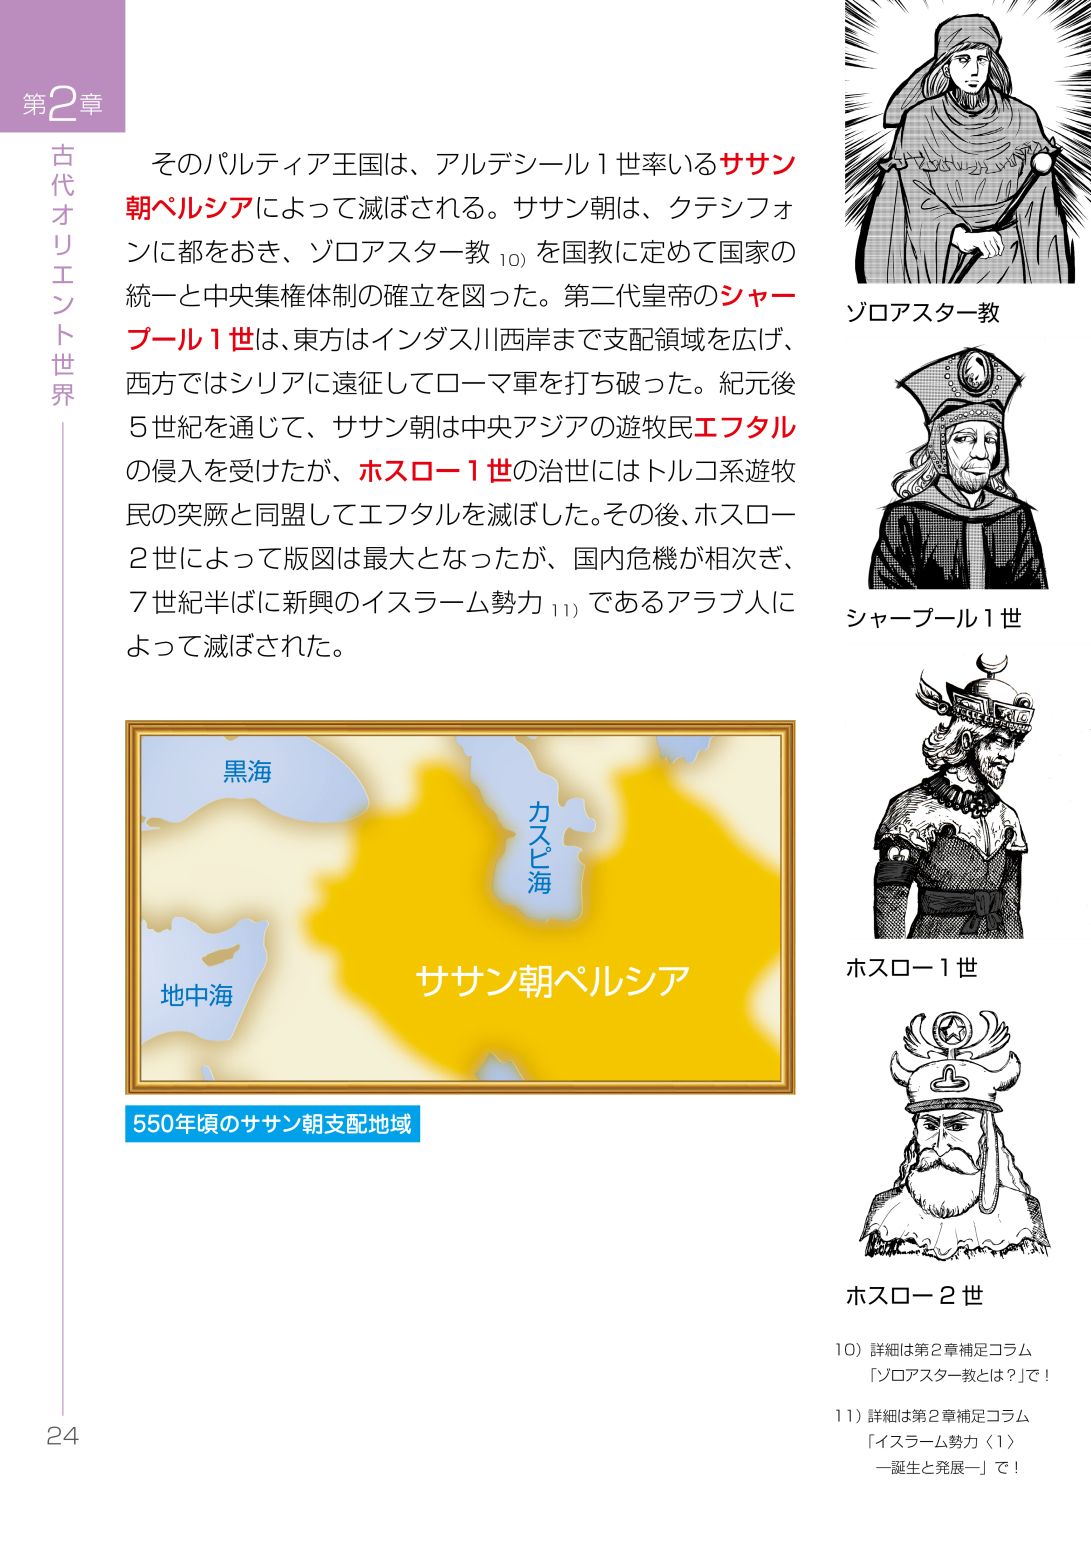 第2章
古代オリエント世界
そのパルティア王国は、アルデシール１世率いるササン
朝ペルシアによって滅ぼされる。ササン朝は、クテシフォ
ンに都をおき、ゾロアスター教 10) を国教に定めて国家の
統一と中央集権体制の確立を図った。第二代皇帝のシャー
プール１世は、東方はインダス川西岸まで支配領域を広げ、
西方ではシリアに遠征してローマ軍を打ち破った。紀元後
５世紀を通じて、ササン朝は中央アジアの遊牧民エフタル
の侵入を受けたが、ホスロー１世の治世にはトルコ系遊牧
民の突厥と同盟してエフタルを滅ぼした。その後、ホスロー
２世によって版図は最大となったが、国内危機が相次ぎ、
７世紀半ばに新興のイスラーム勢力 11) であるアラブ人に
よって滅ぼされた。
黒海
カスピ海
地中海
ササン朝ペルシア
550年頃のササン朝支配地域
ゾロアスター教
シャープール１世
ホスロー１世
ホスロー２世
10) 詳細は第２章補足コラム
「ゾロアスター教とは？」で！
11) 詳細は第２章補足コラム
「イスラーム勢力〈１〉
―誕生と発展―」で！
24